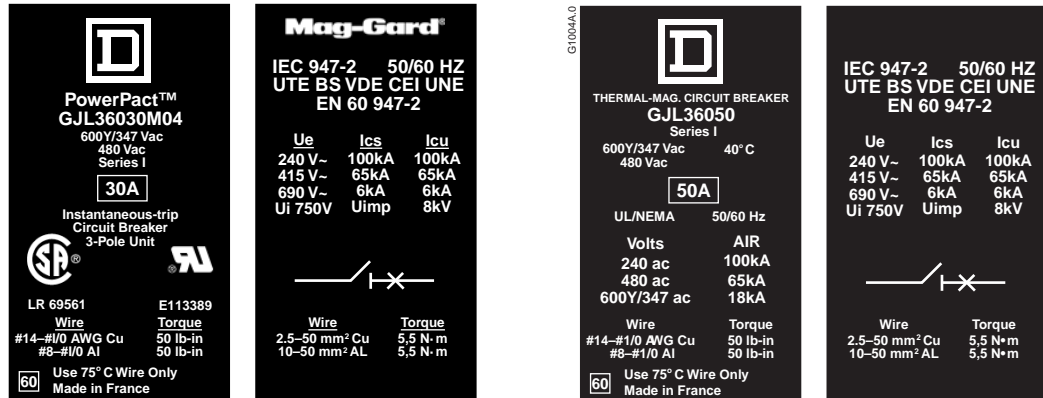 D
PowerPact™
GJL36030M04
600Y/347 Vac
480 Vac
Series I
30A
Instantaneous-trip
Circuit Breaker
3-Pole Unit
SA ®
® RU
LR 69561 E113389
Wire Torque
#14–#I/0 AWG Cu 50 lb-in
#8–#I/0 Al 50 lb-in
60 Use 75° C Wire Only
Made in France
Mag-Gard®
IEC 947-2 50/60 HZ
UTE BS VDE CEI UNE
EN 60 947-2
Ue Ics Icu
240 V~ 100kA 100kA
415 V~ 65kA 65kA
690 V~ 6kA 6kA
Ui 750V Uimp 8kV
Wire Torque
2.5–50 mm² Cu 5,5 N·m
10–50 mm² AL 5,5 N·m
G1004A.0
D
THERMAL-MAG. CIRCUIT BREAKER
GJL36050
Series I
600Y/347 Vac 40° C
480 Vac
50A
UL/NEMA 50/60 Hz
Volts AIR
240 ac 100kA
480 ac 65kA
600Y/347 ac 18kA
Wire Torque
#14–#1/0 AWG Cu 50 lb-in
#8–#1/0 Al 50 lb-in
60 Use 75° C Wire Only
Made in France
IEC 947-2 50/60 HZ
UTE BS VDE CEI UNE
EN 60 947-2
Ue Ics Icu
240 V~ 100kA 100kA
415 V~ 65kA 65kA
690 V~ 6kA 6kA
Ui 750V Uimp 8kV
Wire Torque
2.5–50 mm² Cu 5,5 N•m
10–50 mm² AL 5,5 N•m